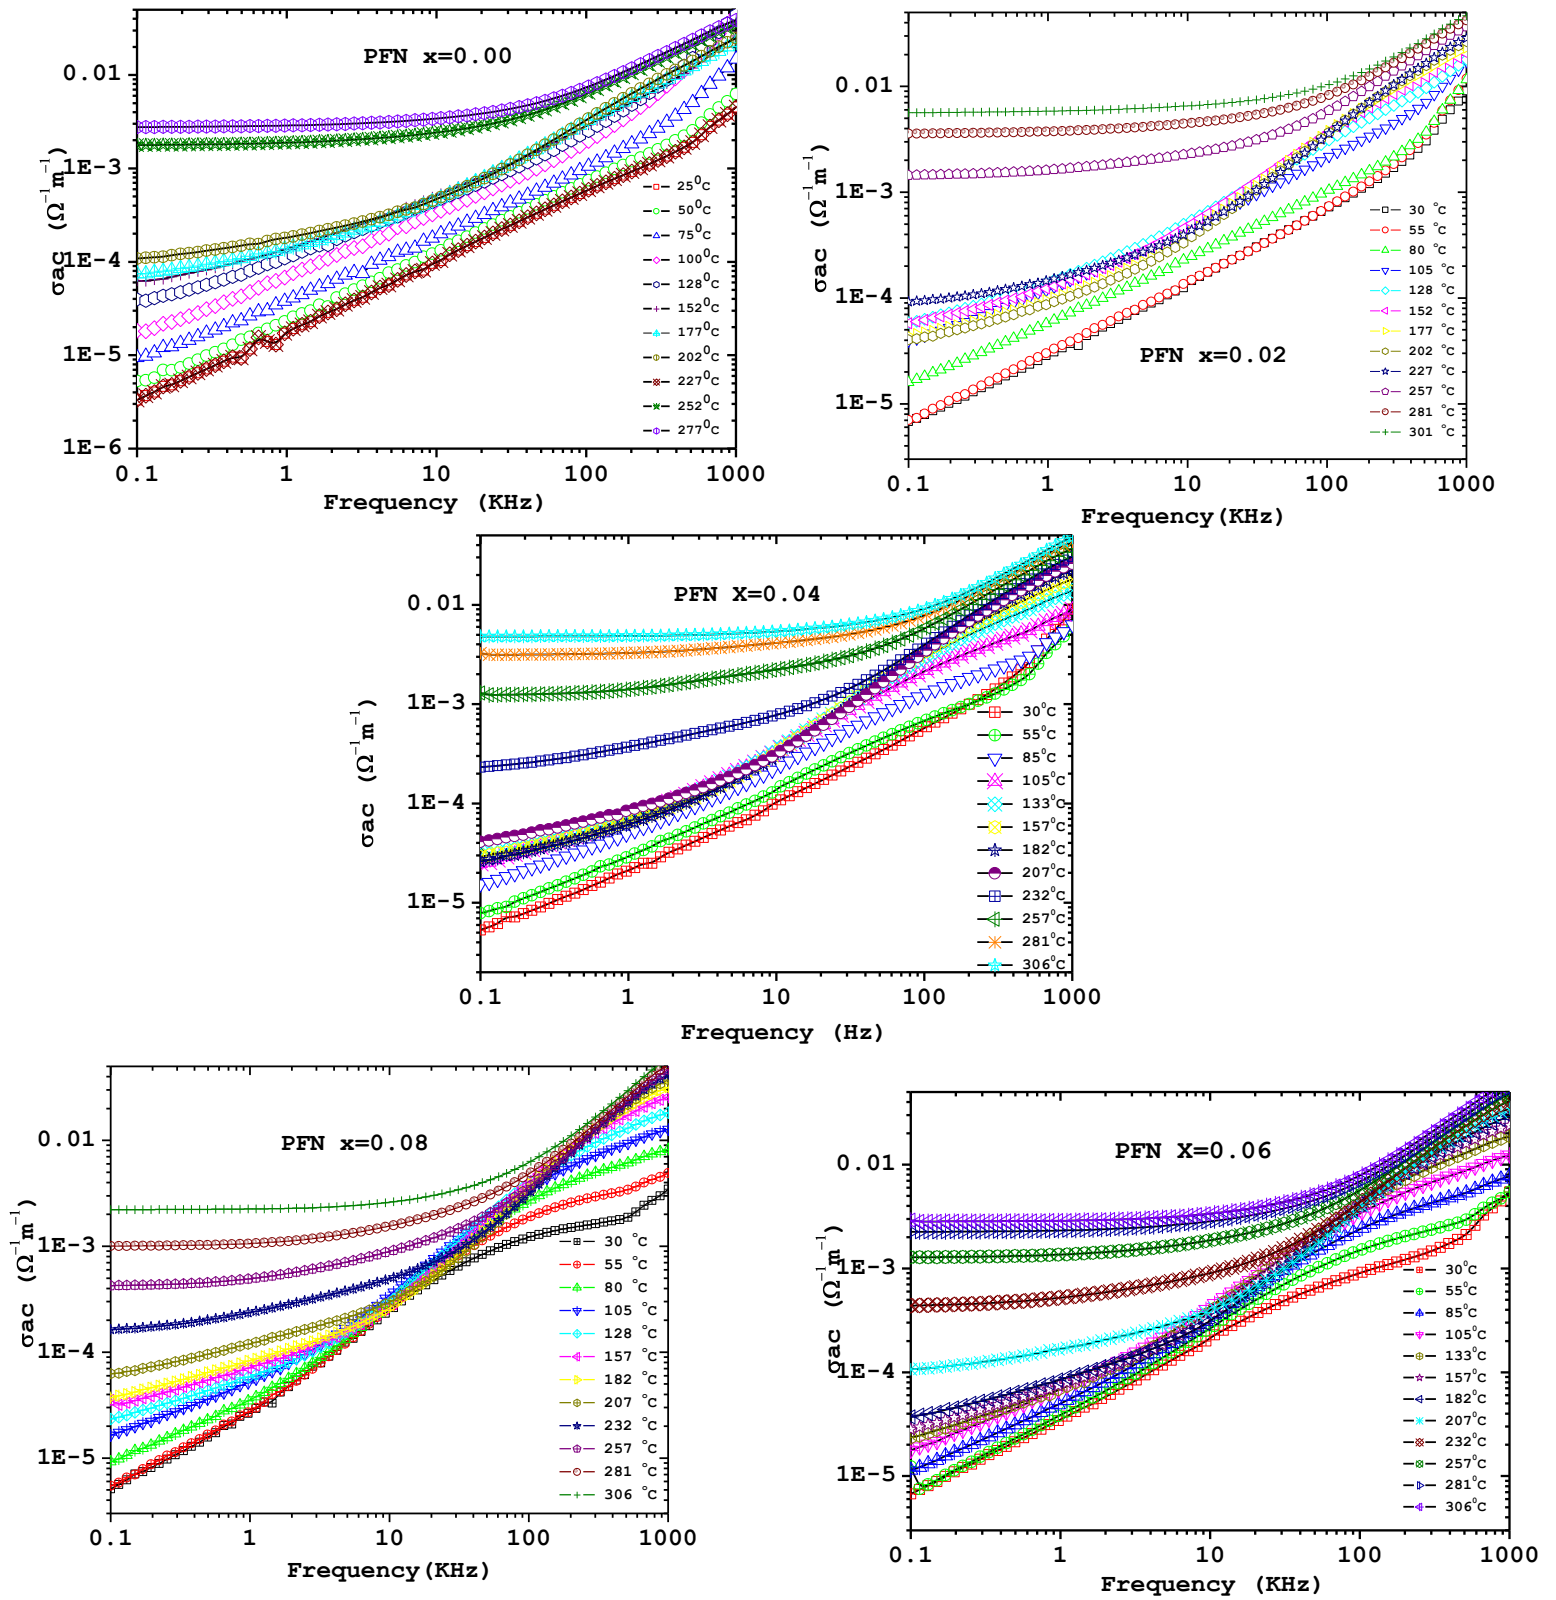 PFN x=0.00
σac (Ω⁻¹m⁻¹)
0.01
1E-3
1E-4
1E-5
1E-6
0.1 1 10 100 1000
Frequency (KHz)
25⁰C
50⁰C
75⁰C
100⁰C
128⁰C
152⁰C
177⁰C
202⁰C
227⁰C
252⁰C
277⁰C
PFN x=0.02
σac (Ω⁻¹m⁻¹)
0.01
1E-3
1E-4
1E-5
0.1 1 10 100 1000
Frequency(KHz)
30 °C
55 °C
80 °C
105 °C
128 °C
152 °C
177 °C
202 °C
227 °C
257 °C
281 °C
301 °C
PFN X=0.04
σac (Ω⁻¹m⁻¹)
0.01
1E-3
1E-4
1E-5
0.1 1 10 100 1000
Frequency (Hz)
30⁰C
55⁰C
85⁰C
105⁰C
133⁰C
157⁰C
182⁰C
207⁰C
232⁰C
257⁰C
281⁰C
306⁰C
PFN x=0.08
σac (Ω⁻¹m⁻¹)
0.01
1E-3
1E-4
1E-5
0.1 1 10 100 1000
Frequency(KHz)
30 °C
55 °C
80 °C
105 °C
128 °C
157 °C
182 °C
207 °C
232 °C
257 °C
281 °C
306 °C
PFN X=0.06
σac (Ω⁻¹m⁻¹)
0.01
1E-3
1E-4
1E-5
0.1 1 10 100 1000
Frequency (KHz)
30⁰C
55⁰C
85⁰C
105⁰C
133⁰C
157⁰C
182⁰C
207⁰C
232⁰C
257⁰C
281⁰C
306⁰C